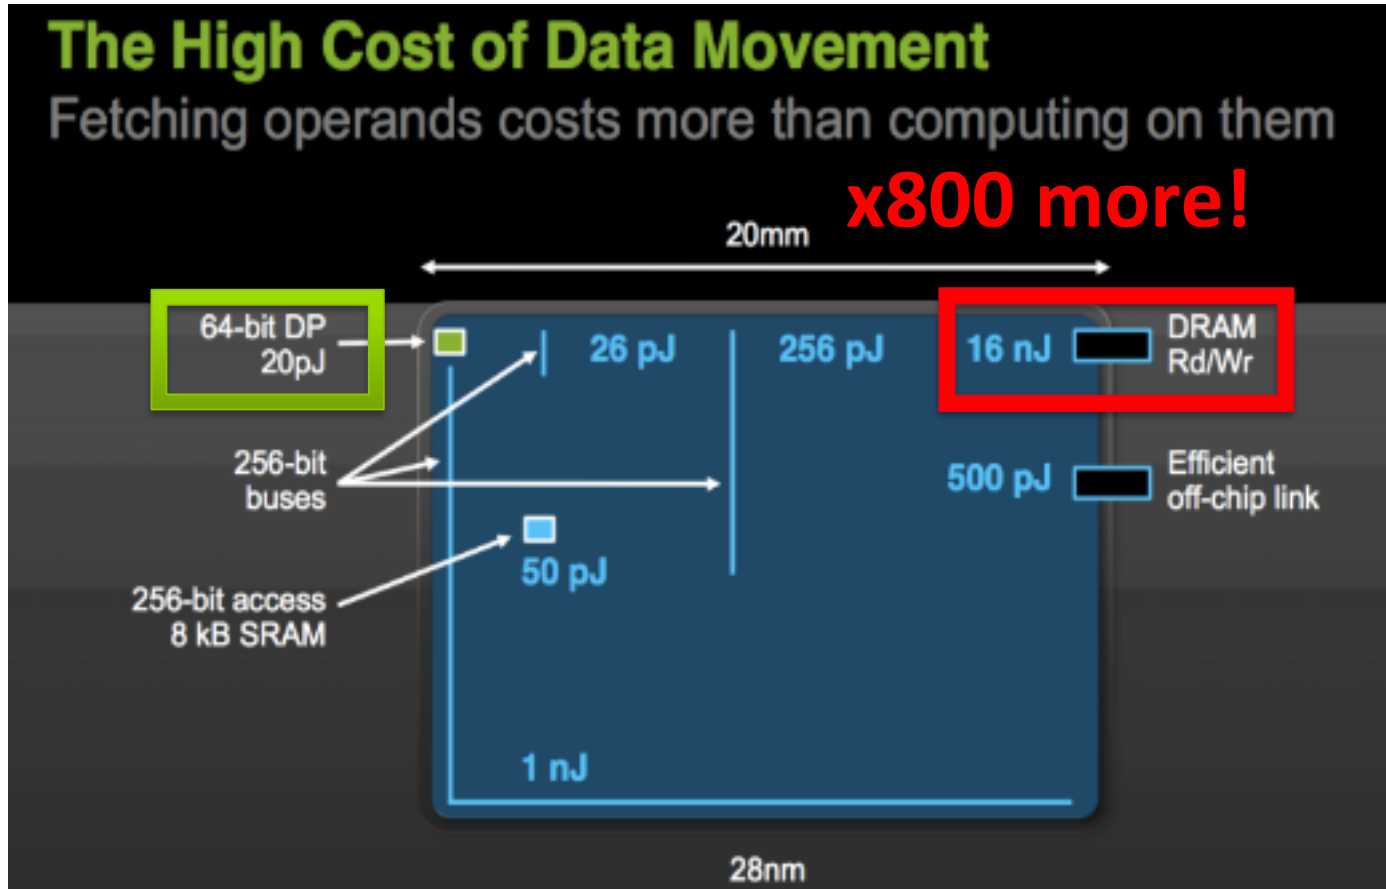 The High Cost of Data Movement
Fetching operands costs more than computing on them
x800 more!
20mm
64-bit DP
20pJ
26 pJ
256 pJ
16 nJ
DRAM
Rd/Wr
256-bit
buses
500 pJ
Efficient
off-chip link
50 pJ
256-bit access
8 kB SRAM
1 nJ
28nm